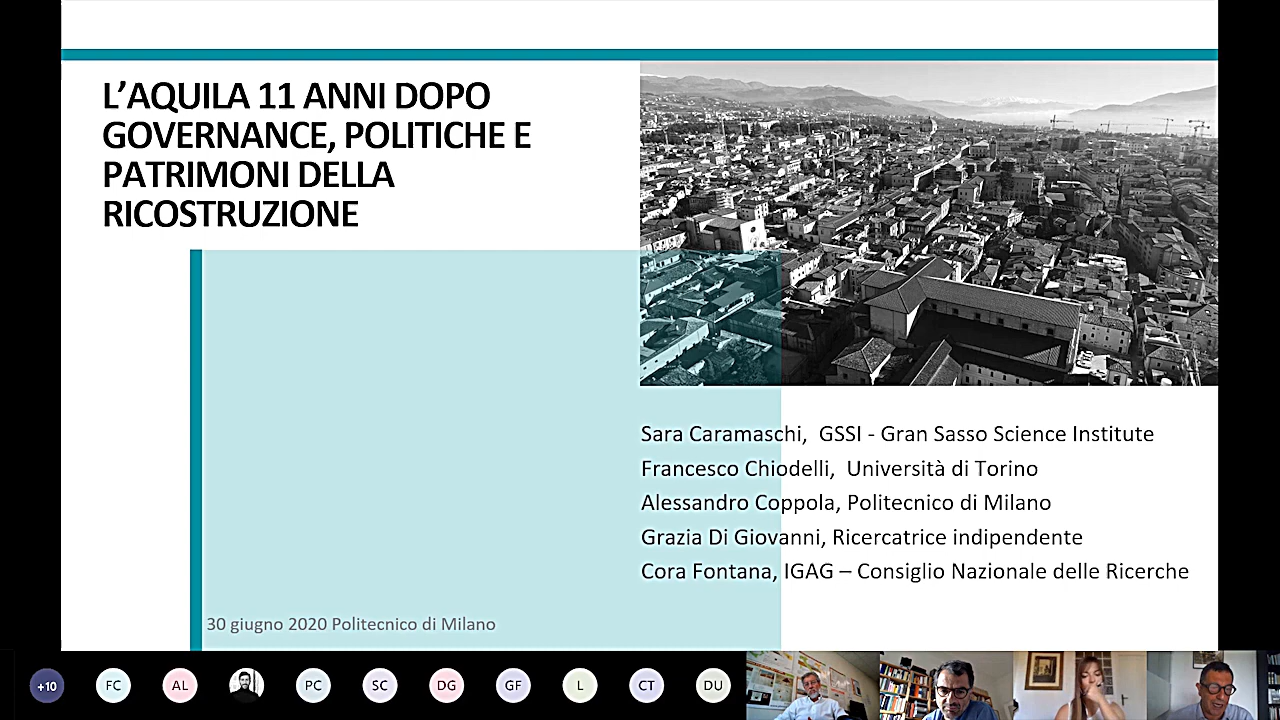 L'AQUILA 11 ANNI DOPO
GOVERNANCE, POLITICHE E
PATRIMONI DELLA
RICOSTRUZIONE
Sara Caramaschi, GSSI - Gran Sasso Science Institute
Francesco Chiodelli, Università di Torino
Alessandro Coppola, Politecnico di Milano
Grazia Di Giovanni, Ricercatrice indipendente
Cora Fontana, IGAG – Consiglio Nazionale delle Ricerche
30 giugno 2020 Politecnico di Milano
+10 FC AL PC SC DG GF L CT DU